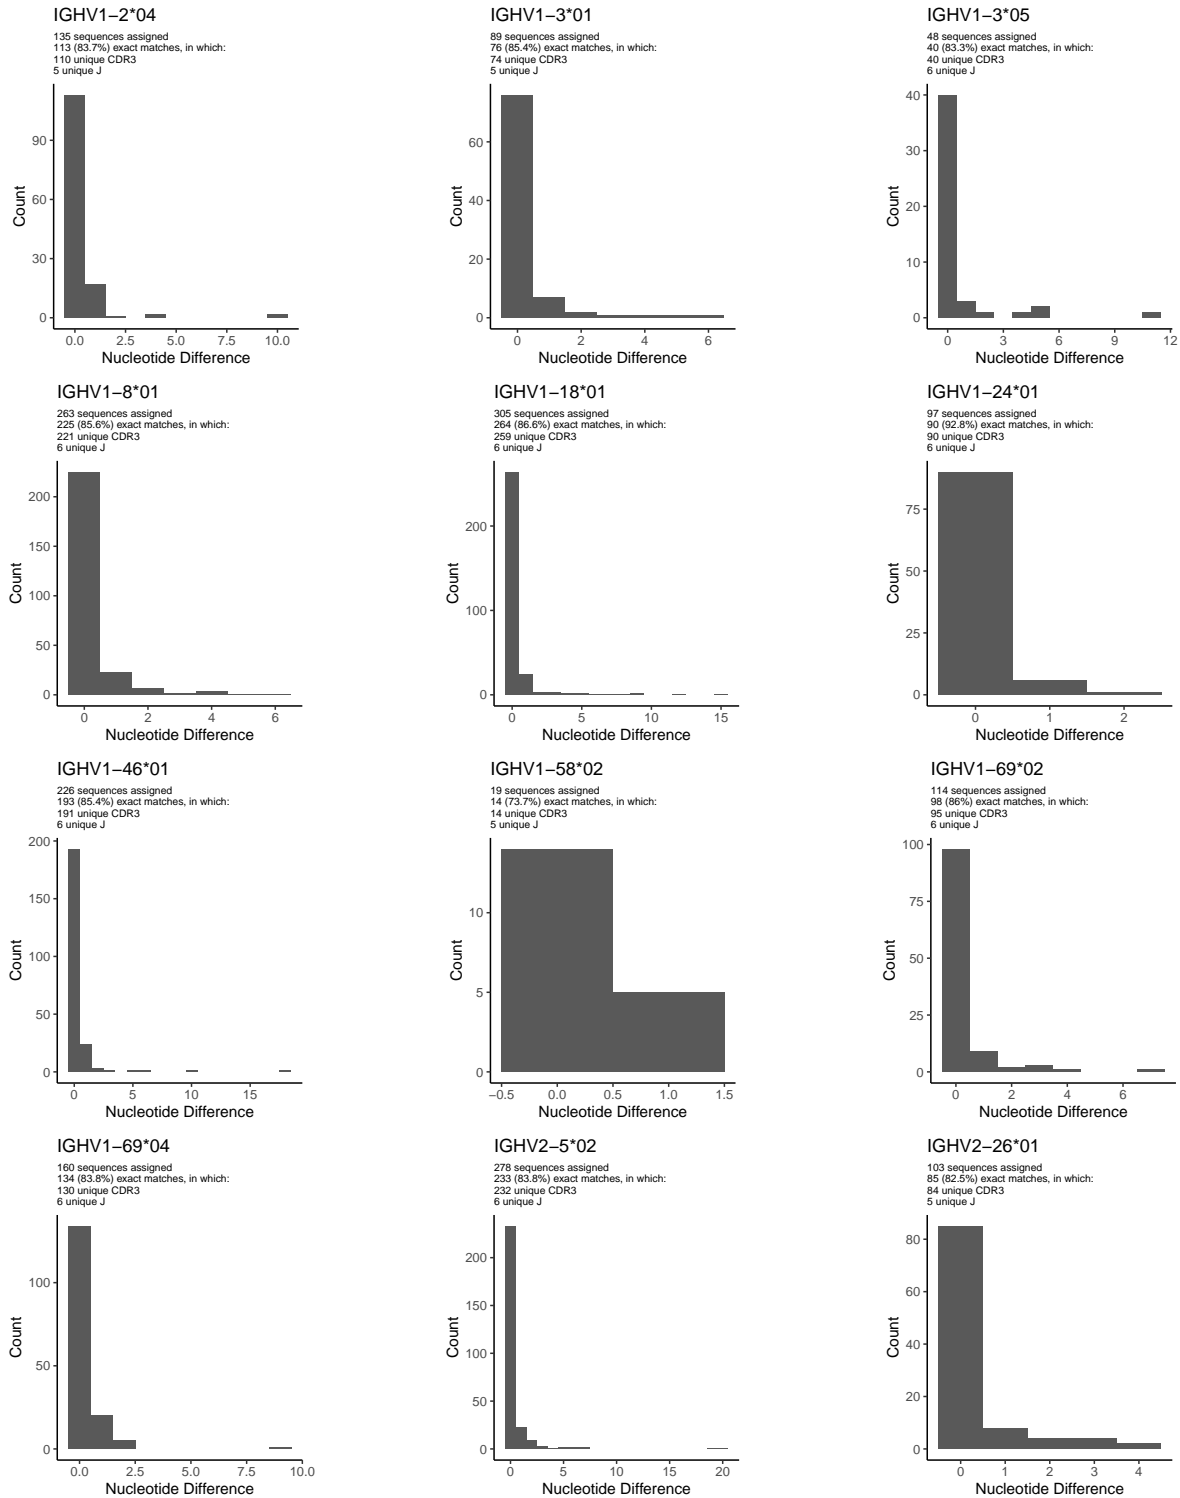 IGHV1−2*04
135 sequences assigned
113 (83.7%) exact matches, in which:
110 unique CDR3
5 unique J
90
60
30
0
Count
0.0 2.5 5.0 7.5 10.0
Nucleotide Difference
IGHV1−3*01
89 sequences assigned
76 (85.4%) exact matches, in which:
74 unique CDR3
5 unique J
60
40
20
0
Count
0 2 4 6
Nucleotide Difference
IGHV1−3*05
48 sequences assigned
40 (83.3%) exact matches, in which:
40 unique CDR3
6 unique J
40
30
20
10
0
Count
0 3 6 9 12
Nucleotide Difference
IGHV1−8*01
263 sequences assigned
225 (85.6%) exact matches, in which:
221 unique CDR3
6 unique J
200
150
100
50
0
Count
0 2 4 6
Nucleotide Difference
IGHV1−18*01
305 sequences assigned
264 (86.6%) exact matches, in which:
259 unique CDR3
6 unique J
200
100
0
Count
0 5 10 15
Nucleotide Difference
IGHV1−24*01
97 sequences assigned
90 (92.8%) exact matches, in which:
90 unique CDR3
6 unique J
75
50
25
0
Count
0 1 2
Nucleotide Difference
IGHV1−46*01
226 sequences assigned
193 (85.4%) exact matches, in which:
191 unique CDR3
6 unique J
200
150
100
50
0
Count
0 5 10 15
Nucleotide Difference
IGHV1−58*02
19 sequences assigned
14 (73.7%) exact matches, in which:
14 unique CDR3
5 unique J
10
5
0
Count
−0.5 0.0 0.5 1.0 1.5
Nucleotide Difference
IGHV1−69*02
114 sequences assigned
98 (86%) exact matches, in which:
95 unique CDR3
6 unique J
100
75
50
25
0
Count
0 2 4 6
Nucleotide Difference
IGHV1−69*04
160 sequences assigned
134 (83.8%) exact matches, in which:
130 unique CDR3
6 unique J
100
50
0
Count
0.0 2.5 5.0 7.5 10.0
Nucleotide Difference
IGHV2−5*02
278 sequences assigned
233 (83.8%) exact matches, in which:
232 unique CDR3
6 unique J
200
150
100
50
0
Count
0 5 10 15 20
Nucleotide Difference
IGHV2−26*01
103 sequences assigned
85 (82.5%) exact matches, in which:
84 unique CDR3
5 unique J
80
60
40
20
0
Count
0 1 2 3 4
Nucleotide Difference